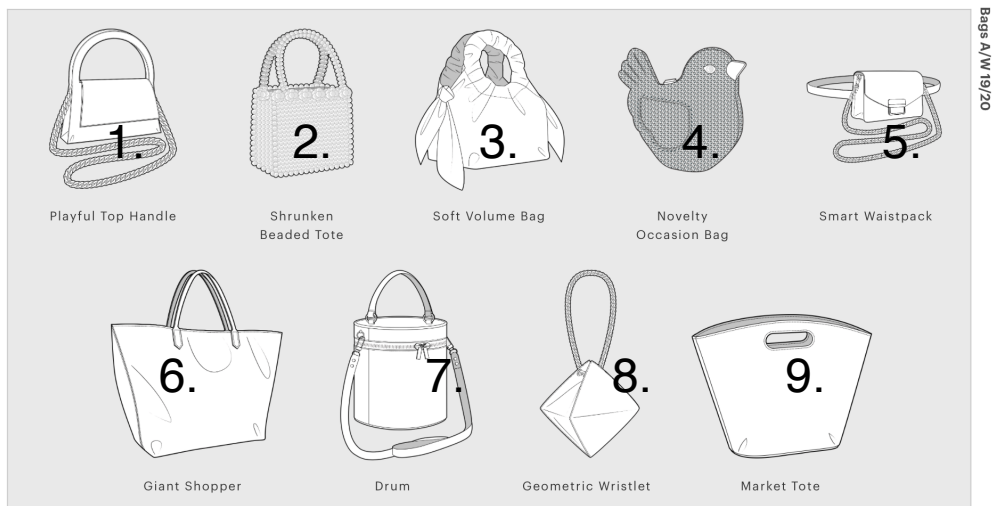 Bags A/W 19/20
1.
2.
3.
4.
5.
Playful Top Handle
Shrunken
Beaded Tote
Soft Volume Bag
Novelty
Occasion Bag
Smart Waistpack
6.
7.
8.
9.
Giant Shopper
Drum
Geometric Wristlet
Market Tote